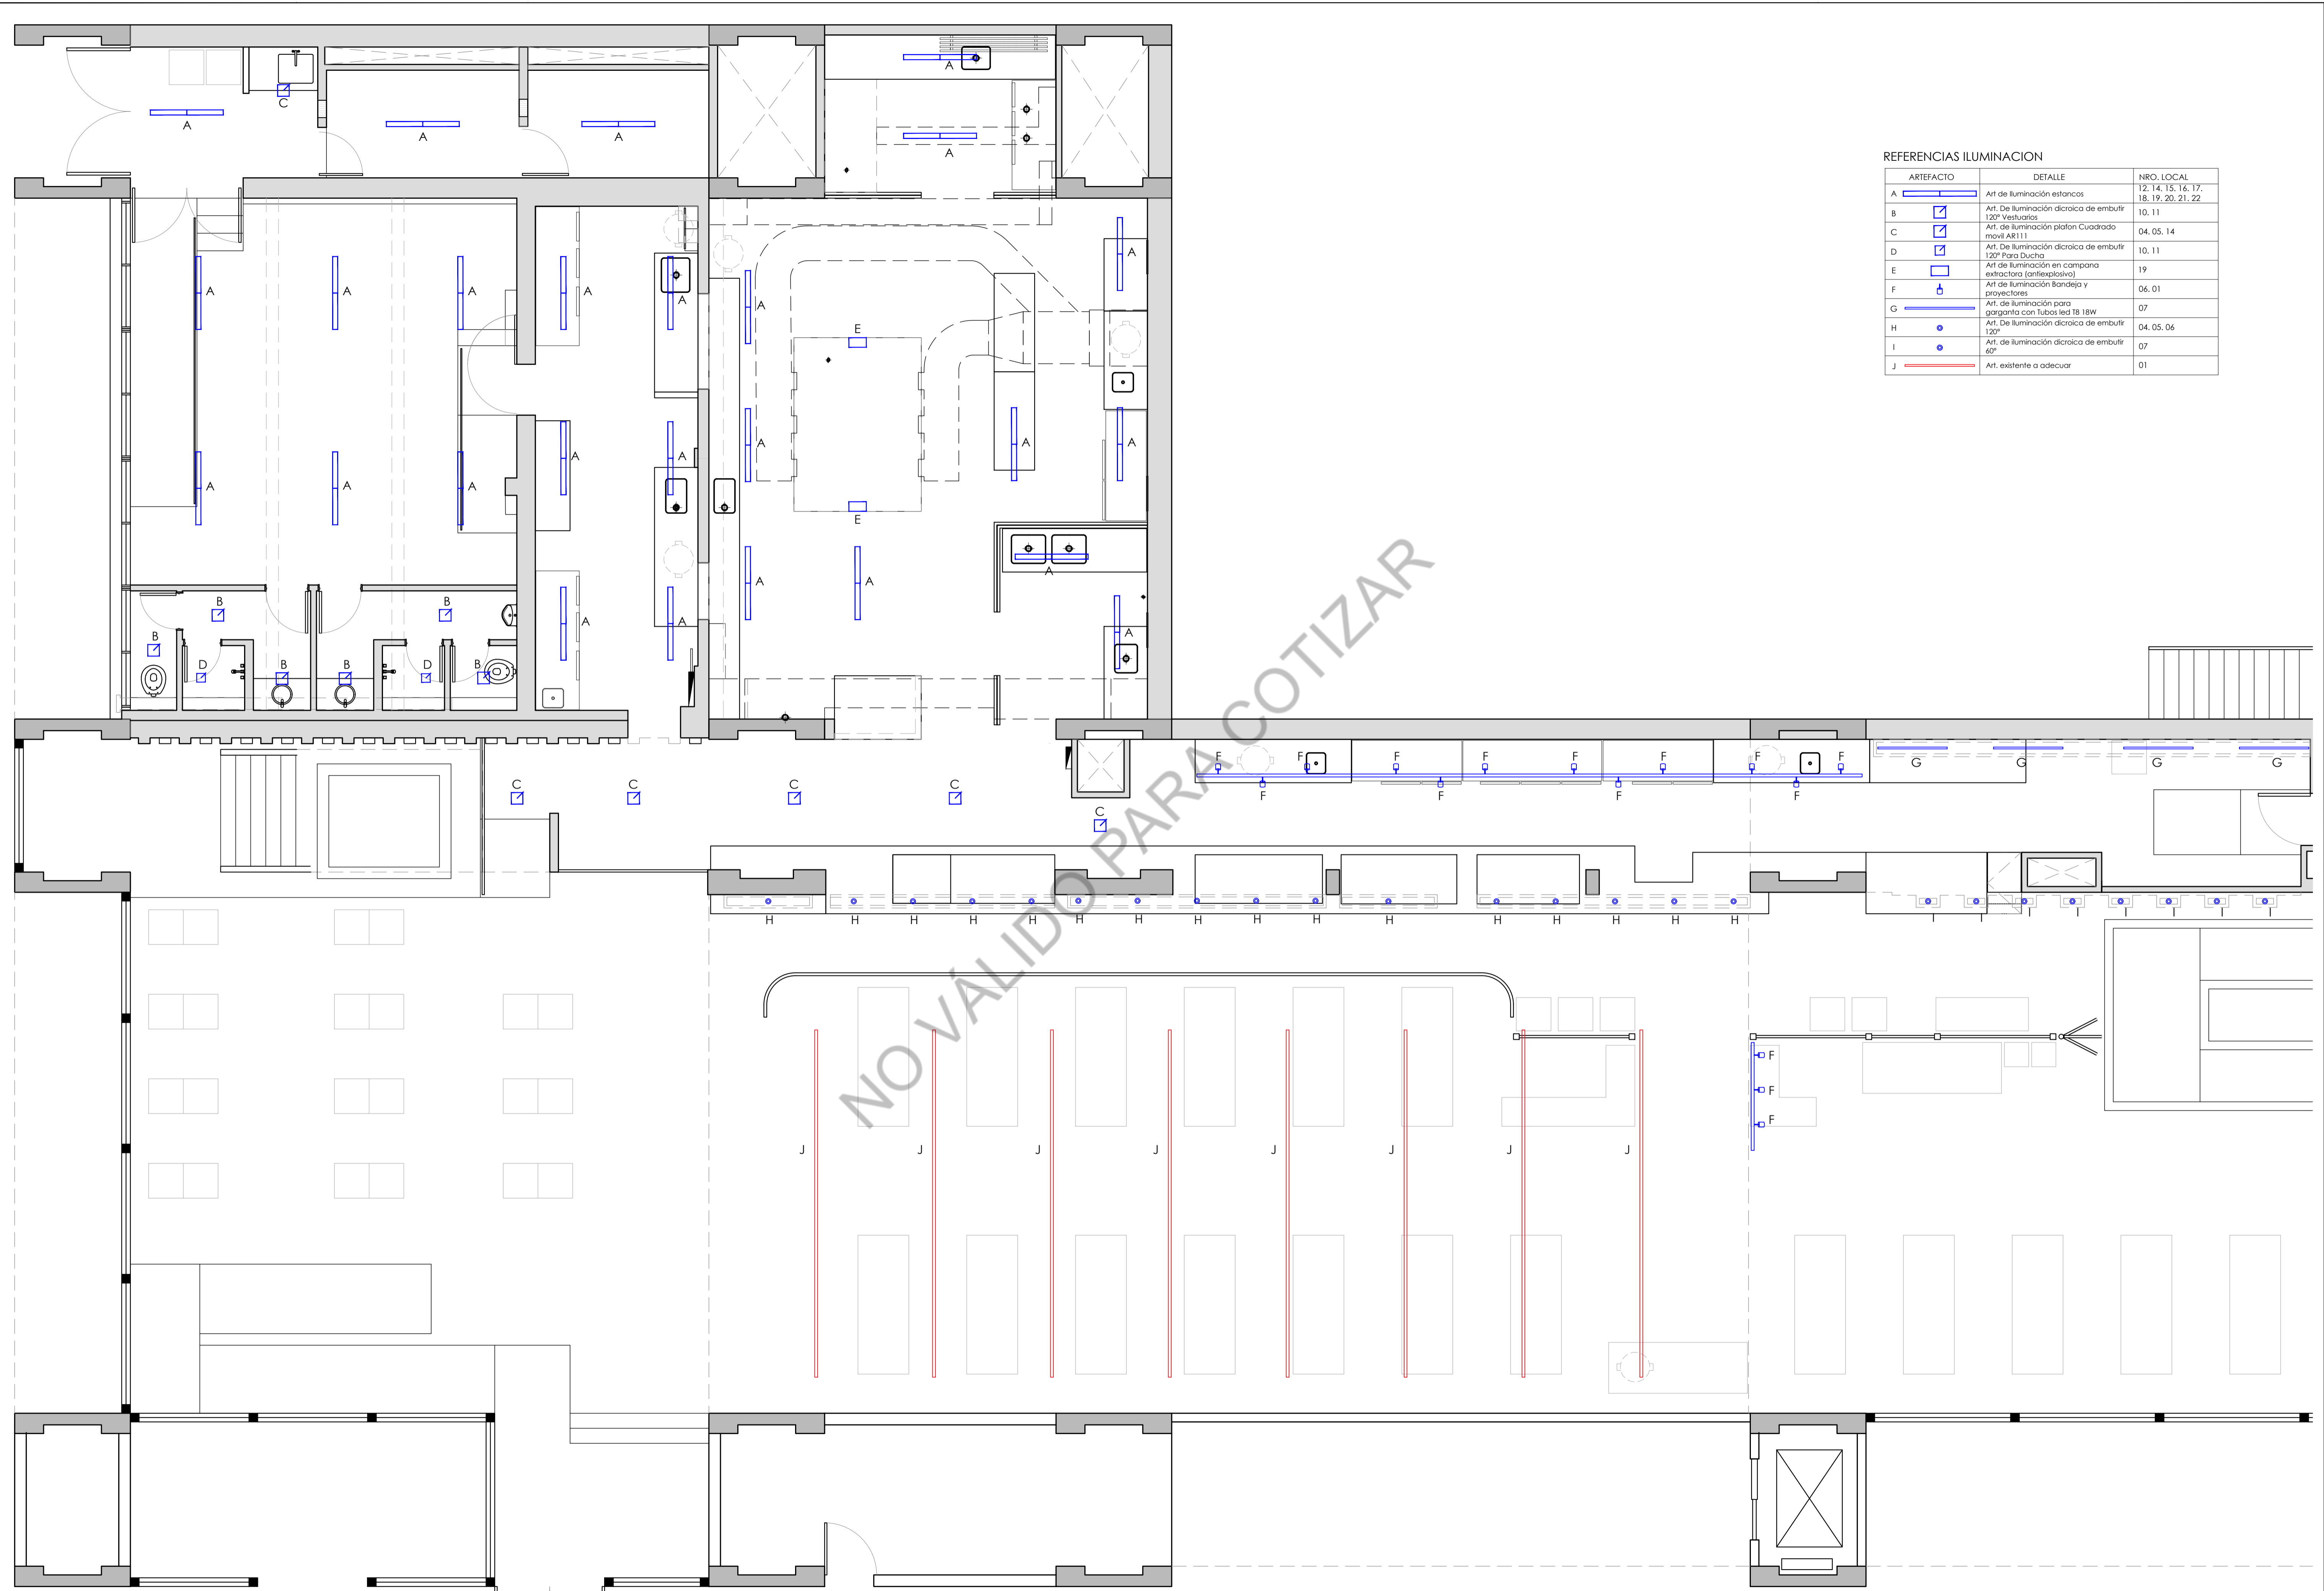 A
C
A
A
A
A
REFERENCIAS ILUMINACION
ARTEFACTO DETALLE NRO. LOCAL
A Art de Iluminación estancos 12. 14. 15. 16. 17.
18. 19. 20. 21. 22
B Art. De Iluminación dicroica de embutir
120° Vestuarios 10. 11
C Art. de iluminación plafon Cuadrado
movil AR111 04. 05. 14
D Art. De Iluminación dicroica de embutir
120° Para Ducha 10. 11
E Art de Iluminación en campana
extractora (antiexplosivo) 19
F Art de Iluminación Bandeja y
proyectores 06. 01
G Art. de iluminación para
garganta con Tubos led T8 18W 07
H Art. De Iluminación dicroica de embutir
120° 04. 05. 06
I Art. de iluminación dicroica de embutir
60° 07
J Art. existente a adecuar 01
A
A A A A A A
E
A A A
A A
A A A
E
A
A A
B B
A A A
B
D B B D B
NO VÁLIDO PARA COTIZAR
F F F F F F F F
G G G G
C C C C
F F F F
C
H H H H H H H H H H H H H H H H
I I I I I I I I
F
F
F
J J J J J J J J